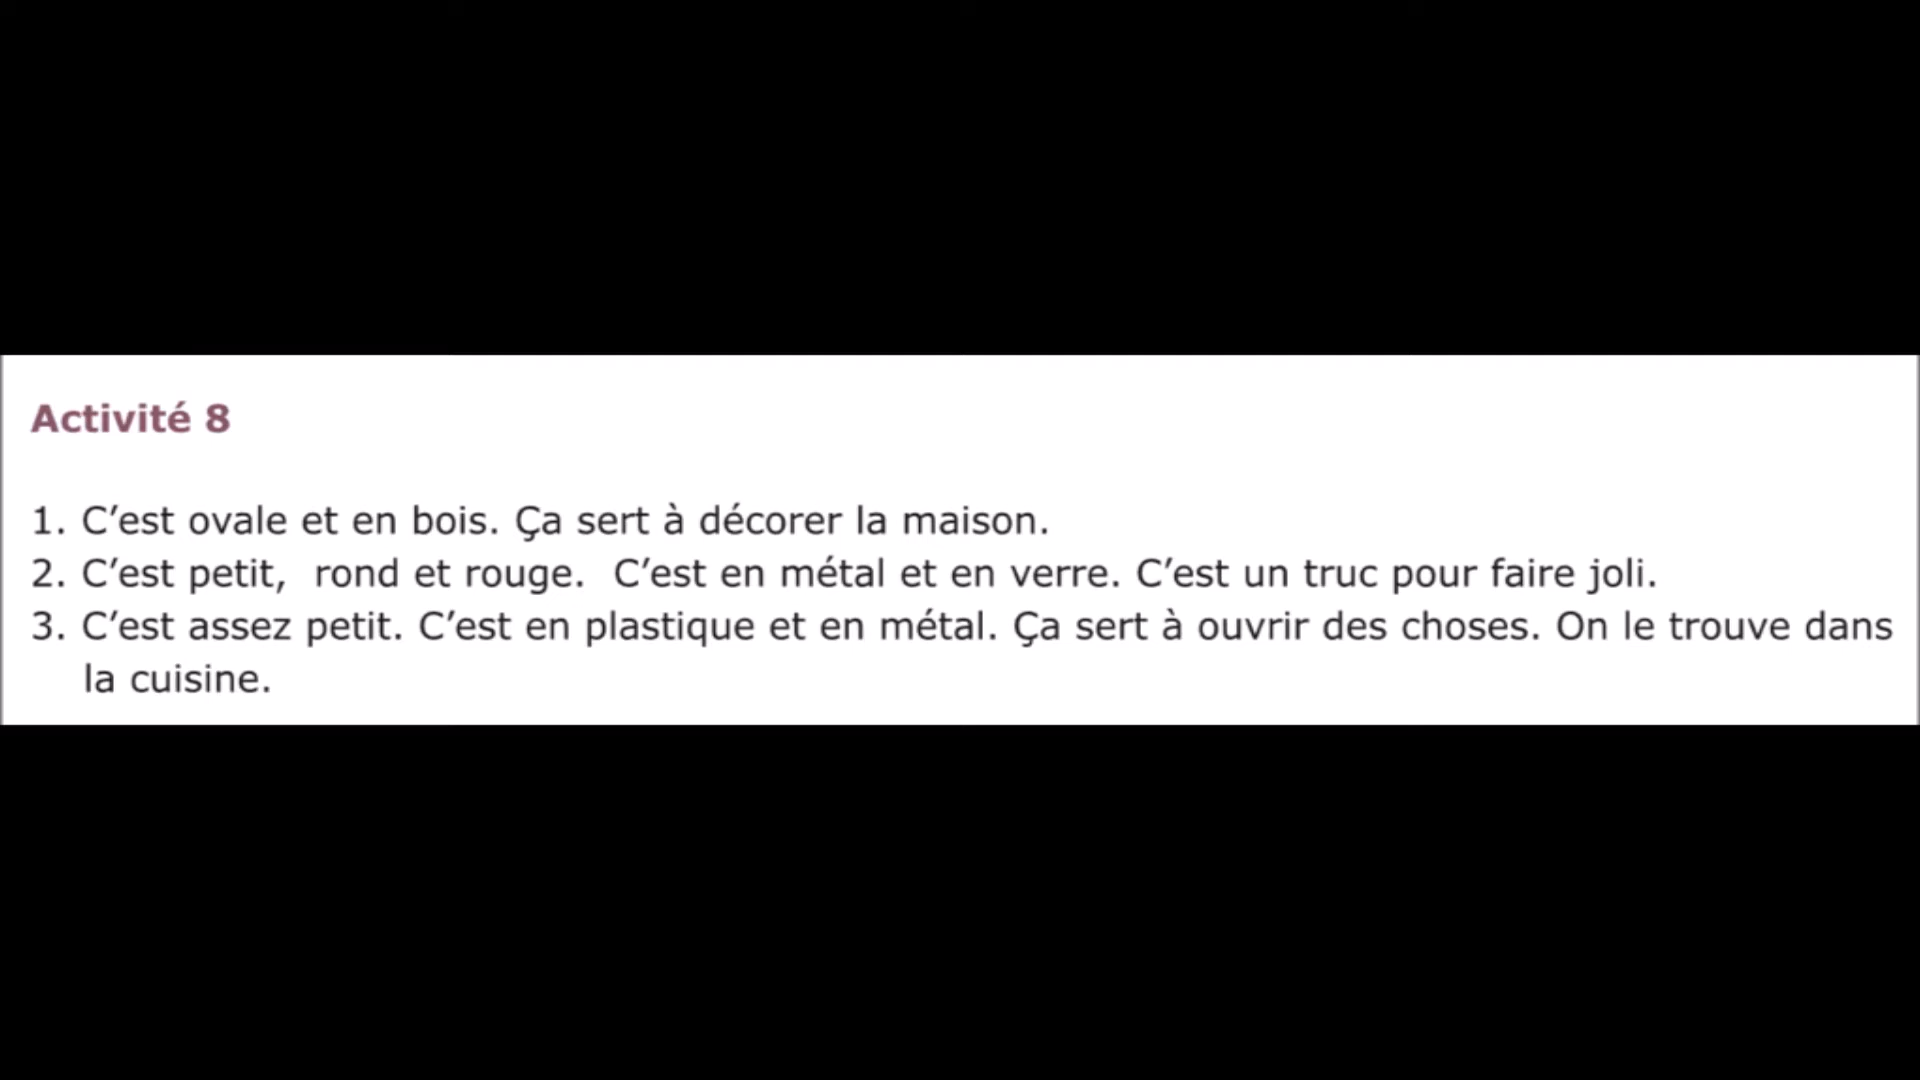 Activité 8
1. C’est ovale et en bois. Ça sert à décorer la maison.
2. C’est petit,  rond et rouge.  C’est en métal et en verre. C’est un truc pour faire joli.
3. C’est assez petit. C’est en plastique et en métal. Ça sert à ouvrir des choses. On le trouve dans
la cuisine.